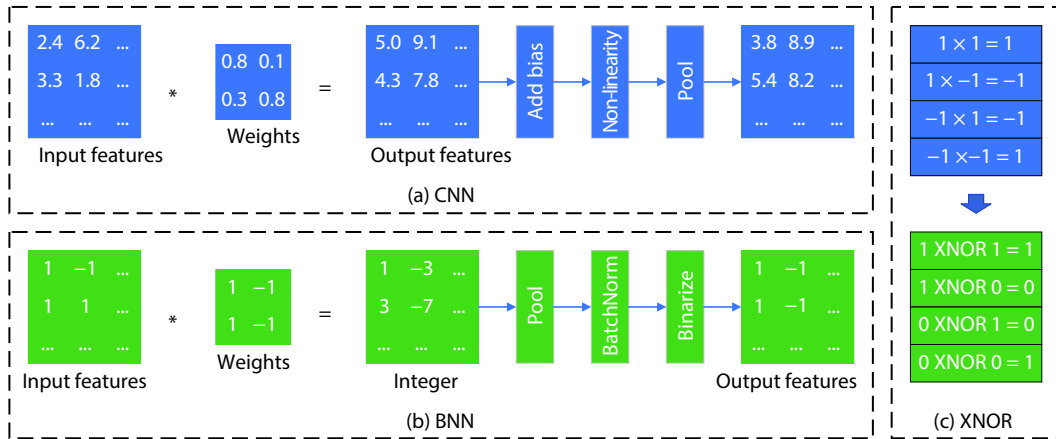 2.4 6.2 ...
3.3 1.8 ...
... ... ...
Input features
*
0.8 0.1
0.3 0.8
Weights
=
5.0 9.1 ...
4.3 7.8 ...
... ... ...
Output features
Add bias
Non-linearity
Pool
3.8 8.9 ...
5.4 8.2 ...
... ... ...
(a) CNN
1 −1 ...
1 1 ...
... ... ...
Input features
*
1 −1
1 −1
Weights
=
1 −3 ...
3 −7 ...
... ... ...
Integer
Pool
BatchNorm
Binarize
1 −1 ...
1 −1 ...
... ... ...
Output features
(b) BNN
1 × 1 = 1
1 × −1 = −1
−1 × 1 = −1
−1 ×−1 = 1
1 XNOR 1 = 1
1 XNOR 0 = 0
0 XNOR 1 = 0
0 XNOR 0 = 1
(c) XNOR